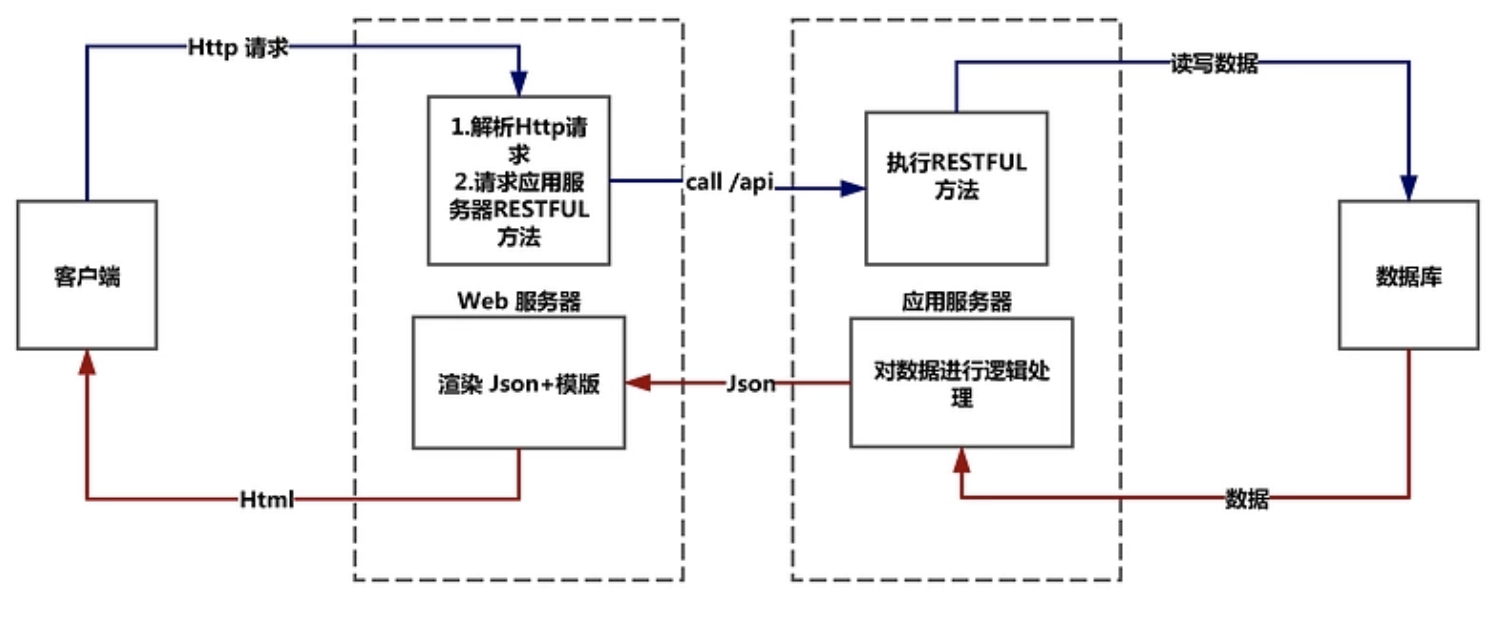 Http 请求
读写数据
1.解析Http请
求
2.请求应用服
务器RESTFUL
方法
call /api
执行RESTFUL
方法
客户端
数据库
Web 服务器
应用服务器
渲染 Json+模版
Json
对数据进行逻辑处
理
Html
数据